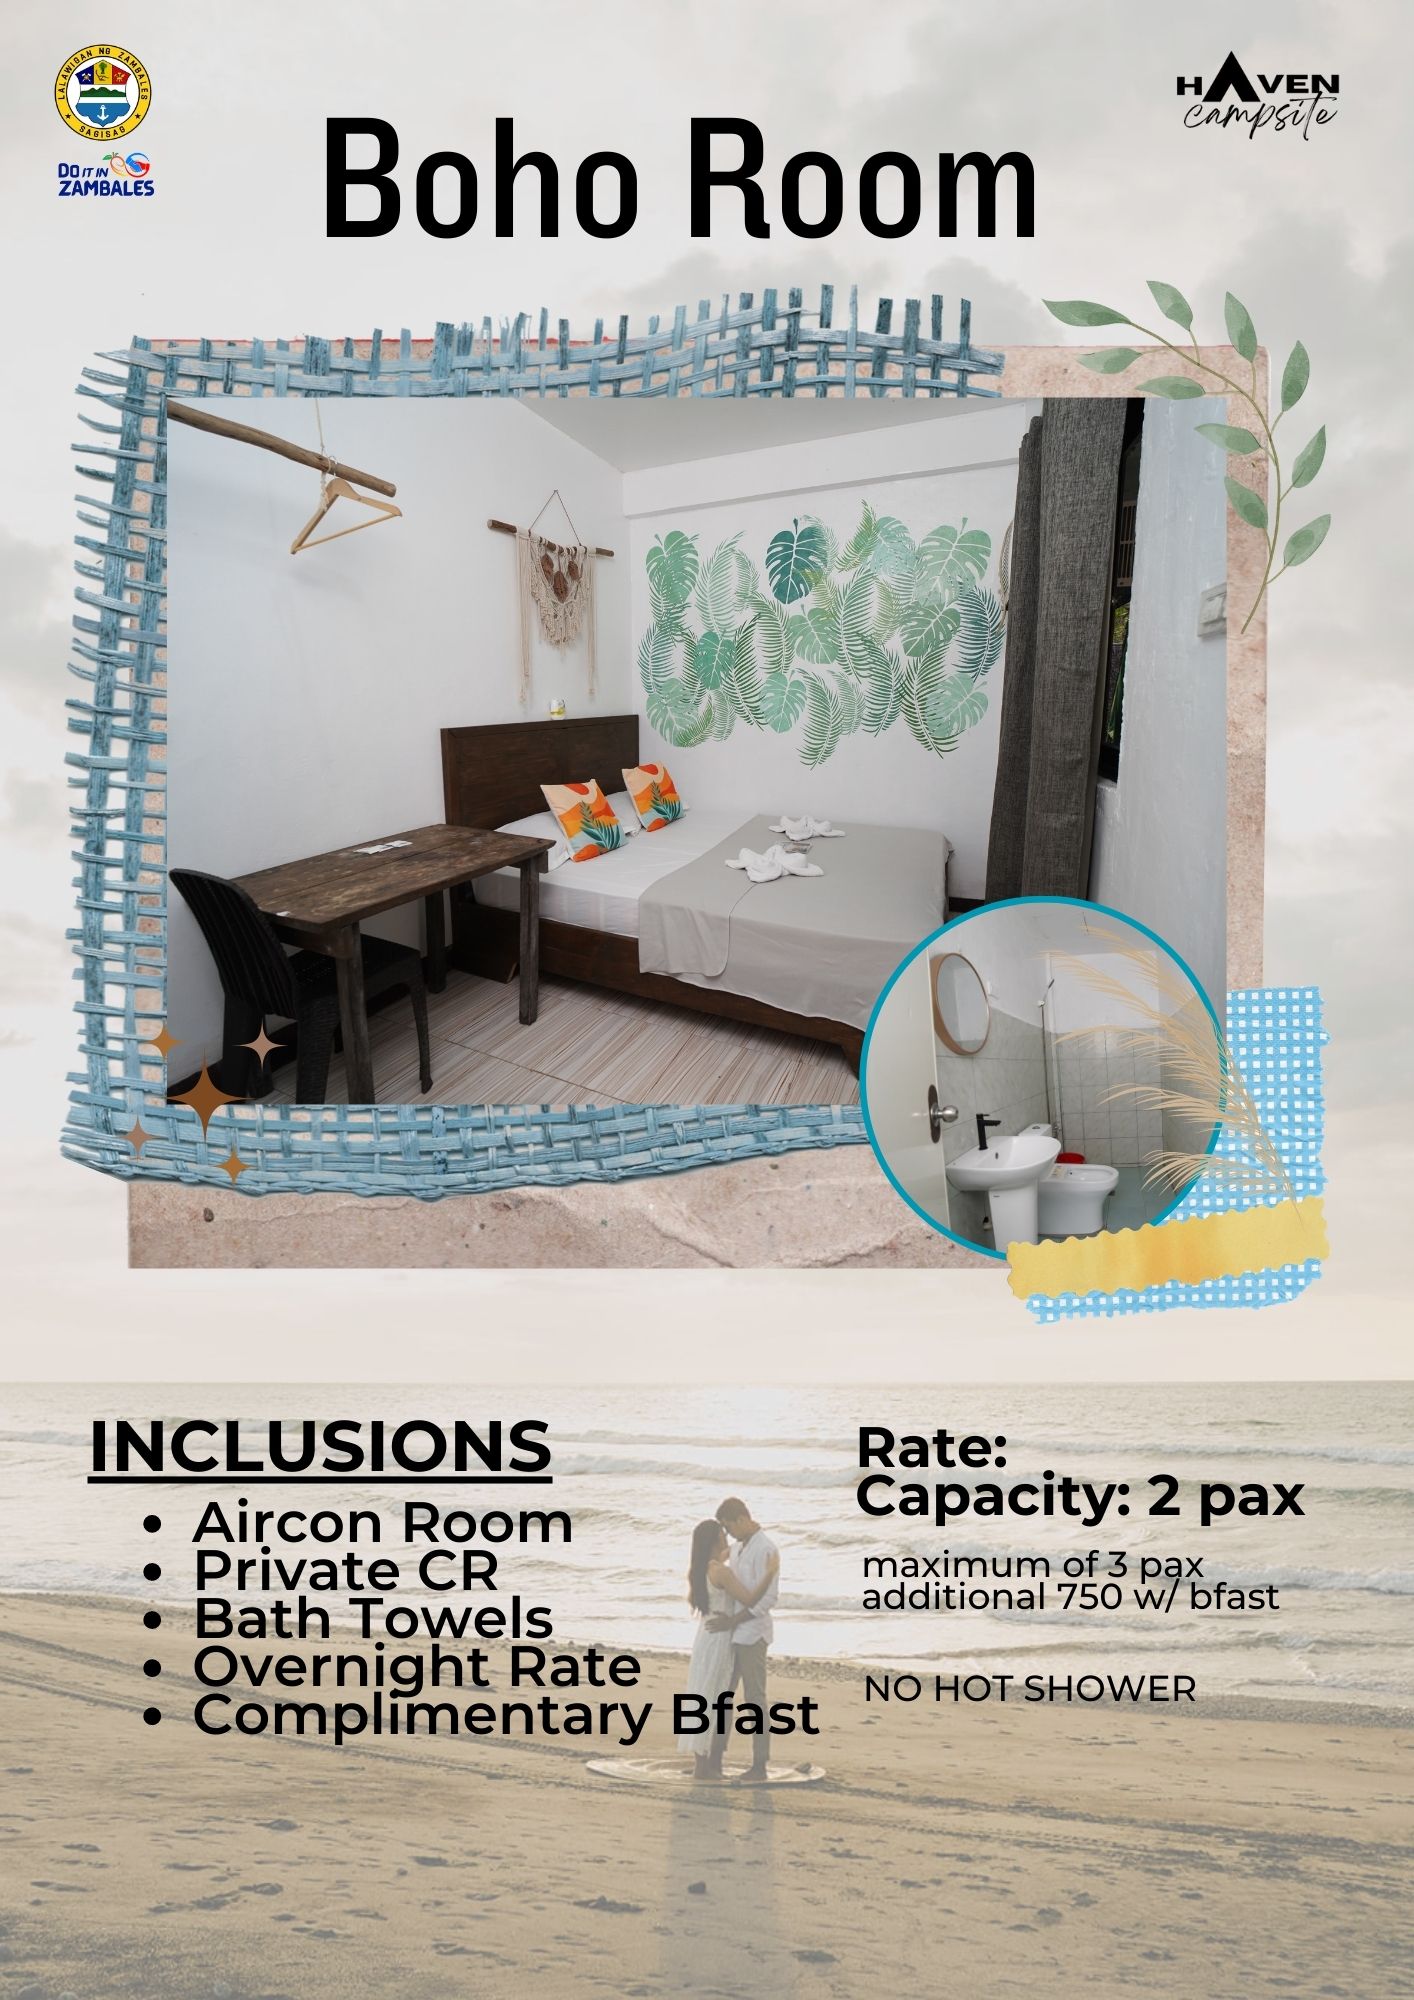 LALAWIGAN NG ZAMBALES
SAGISAG
DO IT IN
ZAMBALES
HAVEN
campsite
Boho Room
INCLUSIONS
• Aircon Room
• Private CR
• Bath Towels
• Overnight Rate
• Complimentary Bfast
Rate:
Capacity: 2 pax
maximum of 3 pax
additional 750 w/ bfast
NO HOT SHOWER